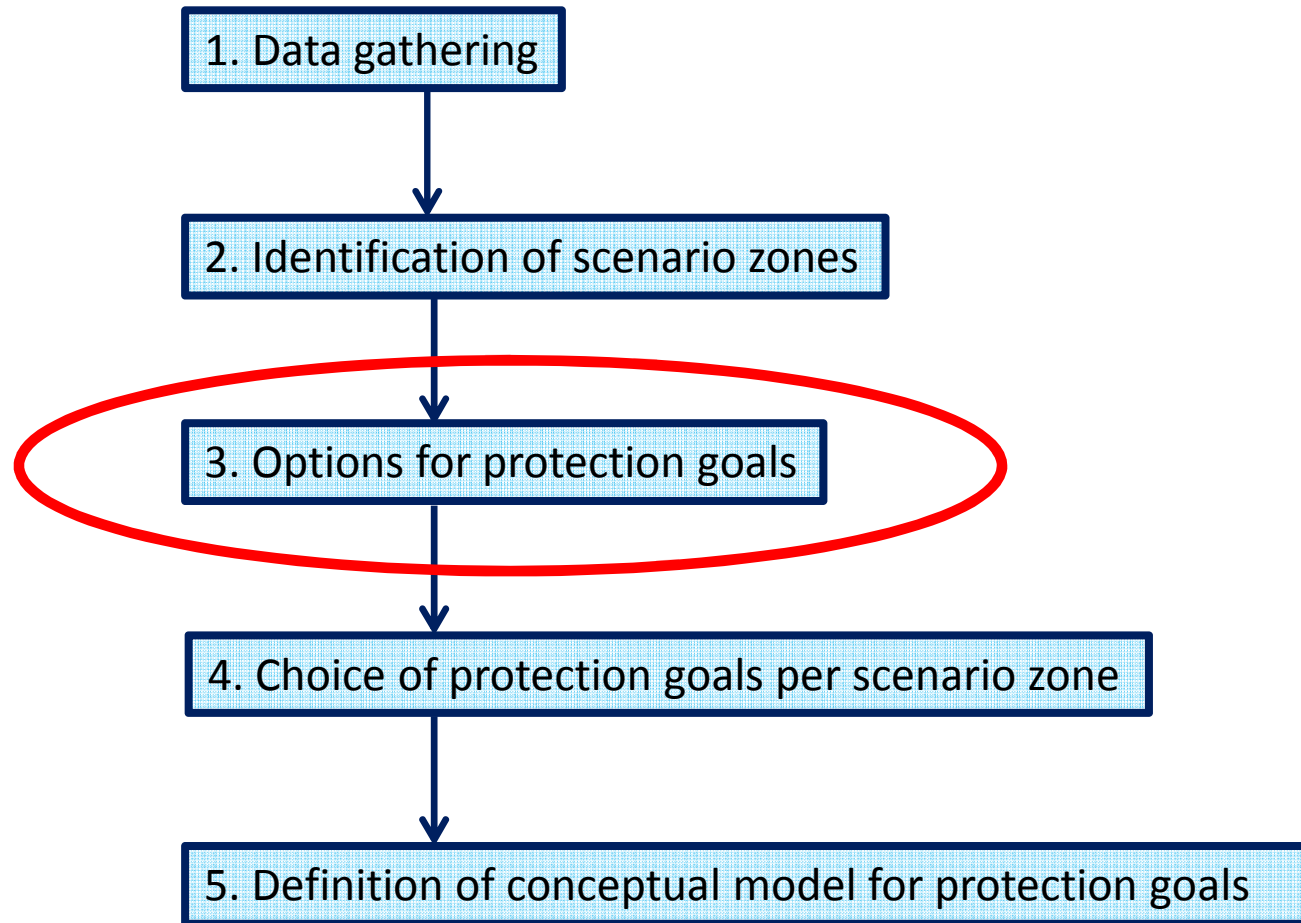 1. Data gathering
2. Identification of scenario zones
3. Options for protection goals
4. Choice of protection goals per scenario zone
5. Definition of conceptual model for protection goals